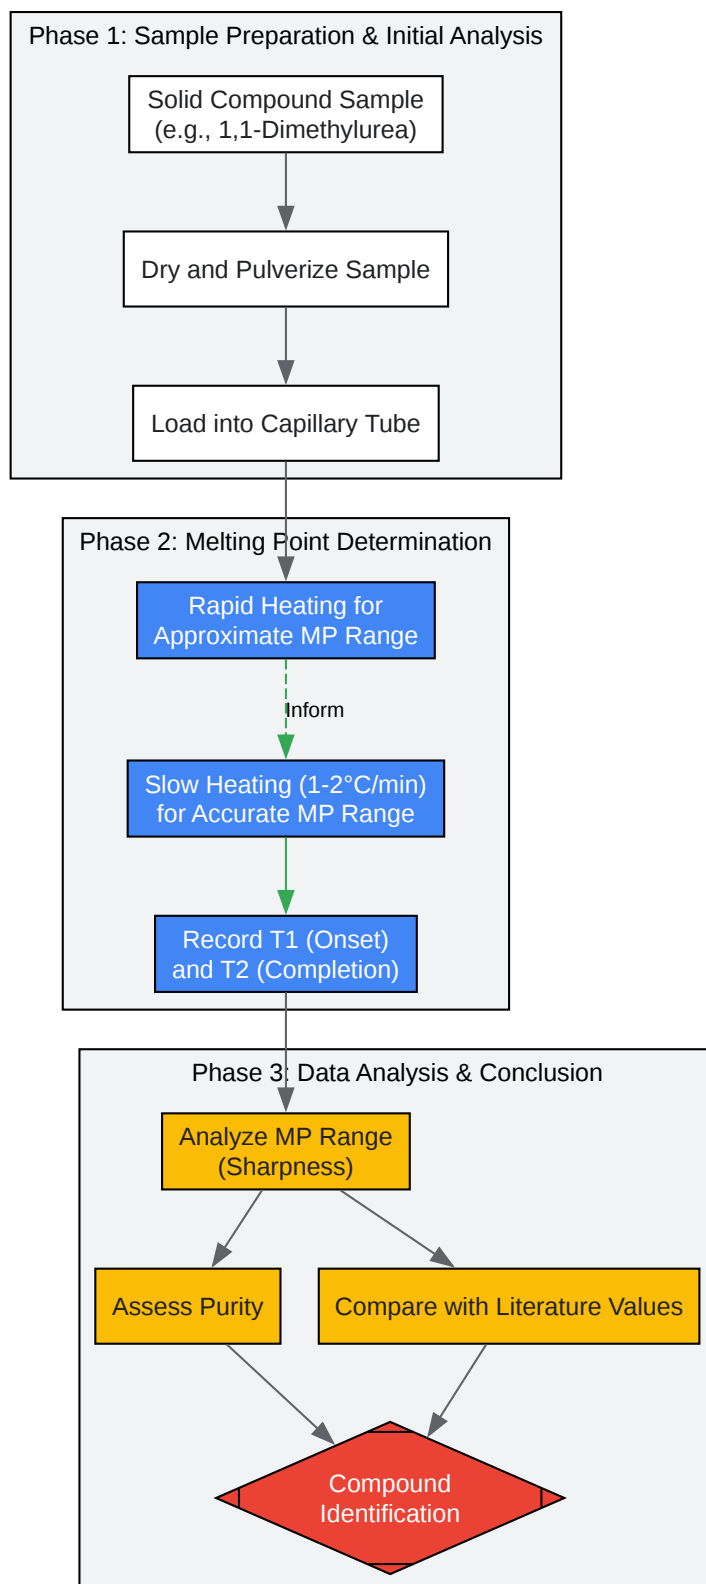 Phase 1: Sample Preparation & Initial Analysis
Solid Compound Sample
(e.g., 1,1-Dimethylurea)
Dry and Pulverize Sample
Load into Capillary Tube
Phase 2: Melting Point Determination
Rapid Heating for
Approximate MP Range
Inform
Slow Heating (1-2°C/min)
for Accurate MP Range
Record T1 (Onset)
and T2 (Completion)
Phase 3: Data Analysis & Conclusion
Analyze MP Range
(Sharpness)
Assess Purity
Compare with Literature Values
Compound
Identification